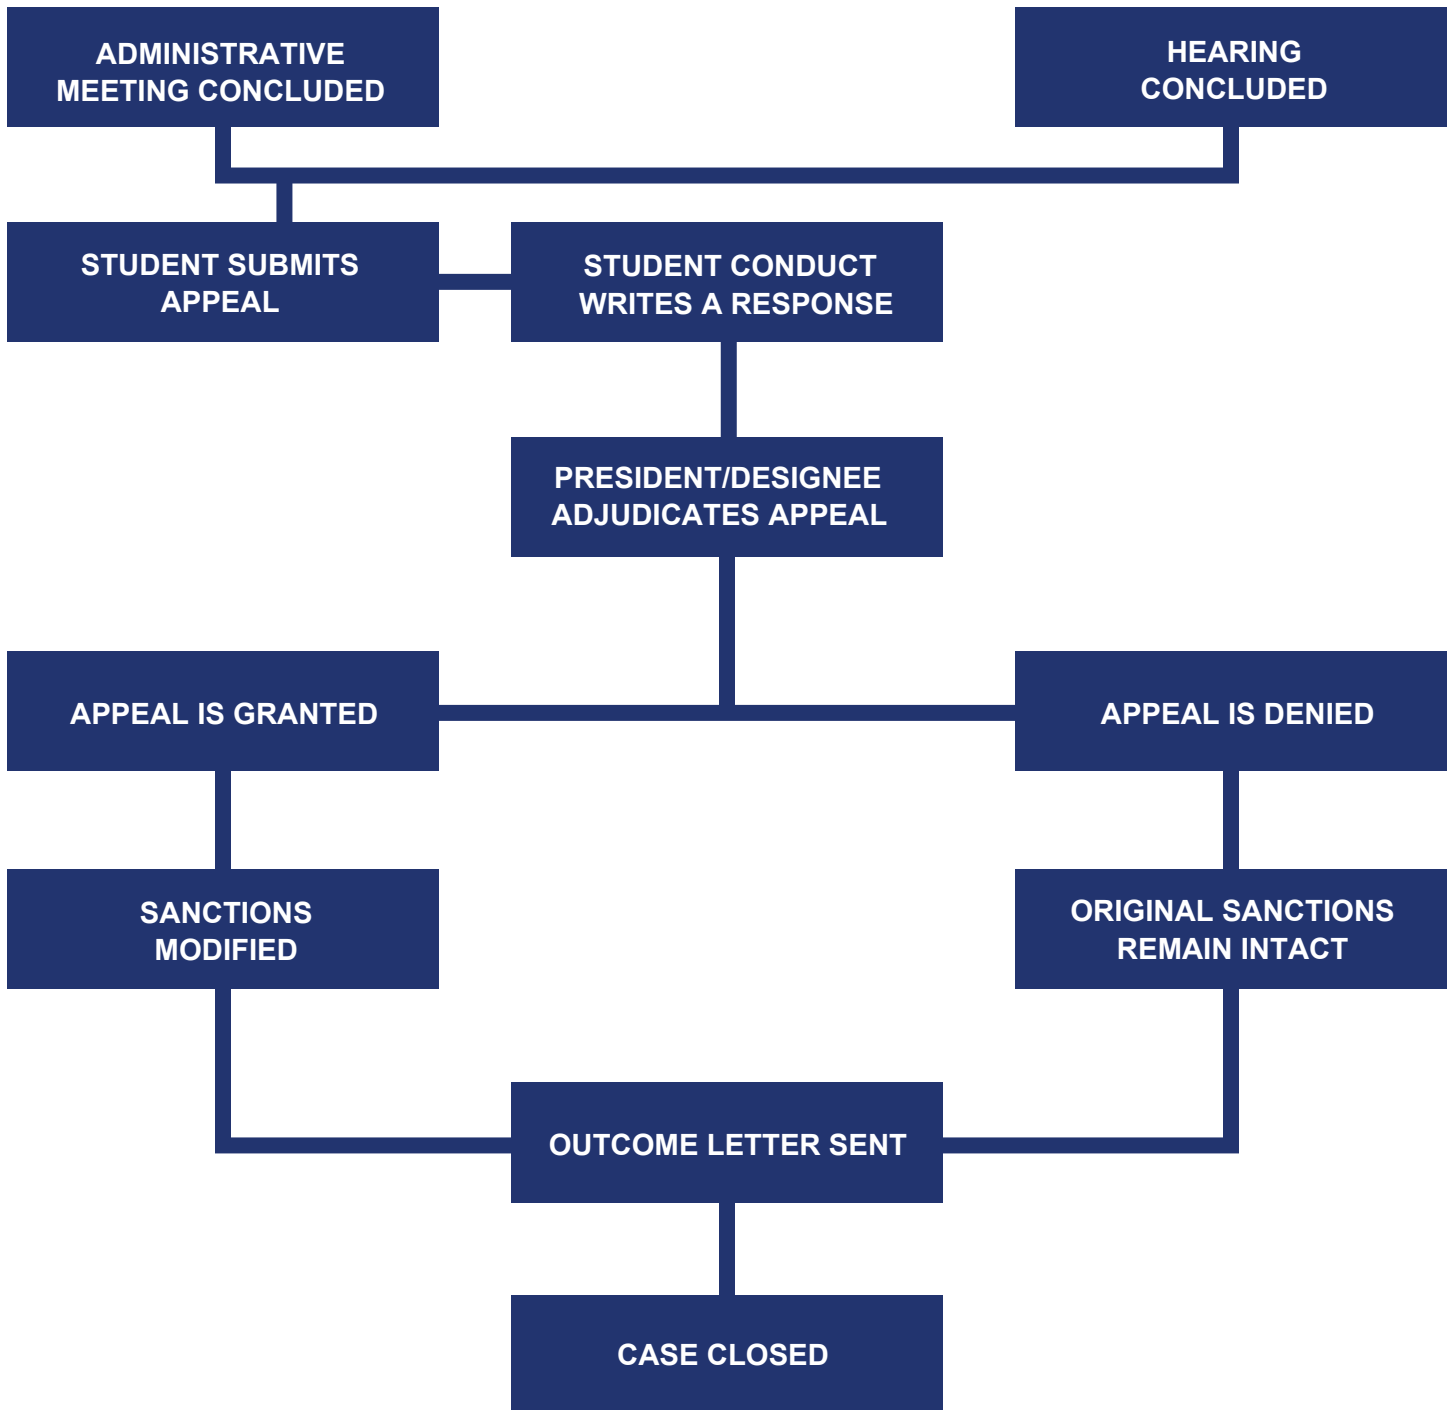 ADMINISTRATIVE
MEETING CONCLUDED
HEARING
CONCLUDED
STUDENT SUBMITS
APPEAL
STUDENT CONDUCT
WRITES A RESPONSE
PRESIDENT/DESIGNEE
ADJUDICATES APPEAL
APPEAL IS GRANTED
APPEAL IS DENIED
SANCTIONS
MODIFIED
ORIGINAL SANCTIONS
REMAIN INTACT
OUTCOME LETTER SENT
CASE CLOSED